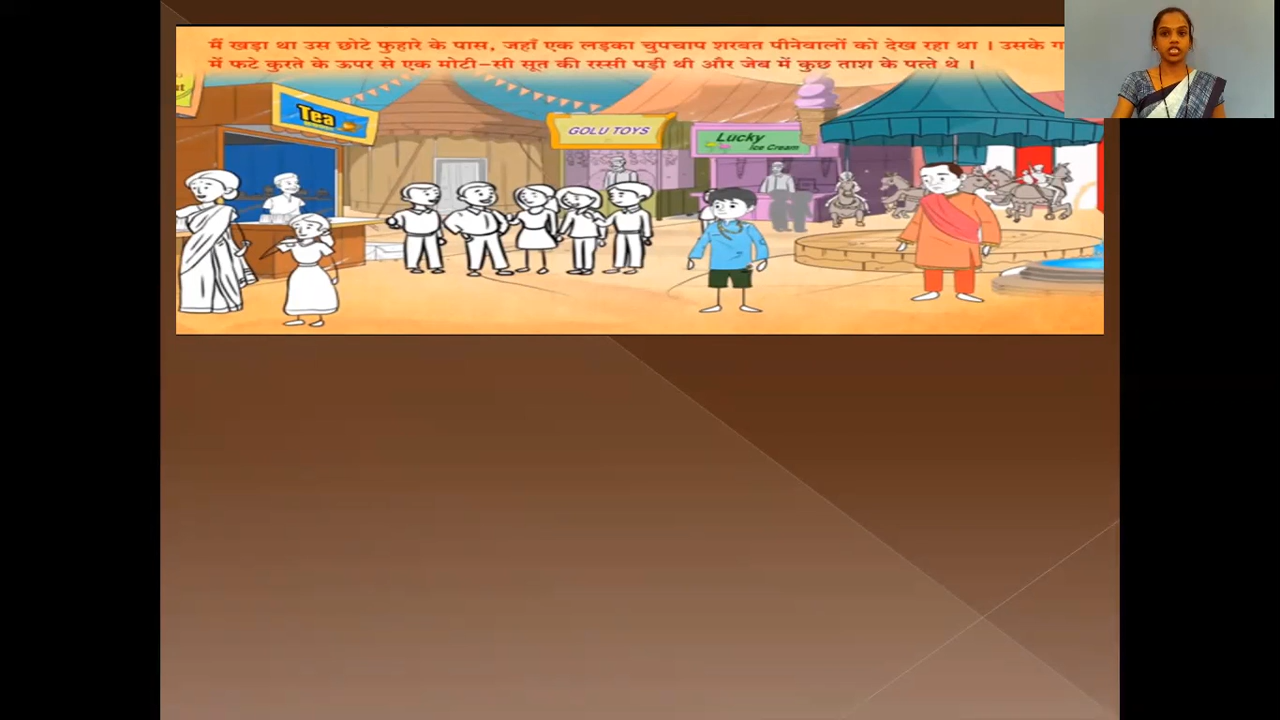 मैं खड़ा था उस छोटे फुहारे के पास, जहाँ एक लड़का चुपचाप शरबत पीनेवालों को देख रहा था । उसके
में फटे कुरते के ऊपर से एक मोटी-सी सूत की रस्सी पड़ी थी और जेब में कुछ ताश के पत्ते थे ।
Tea
GOLU TOYS
Lucky
Ice Cream